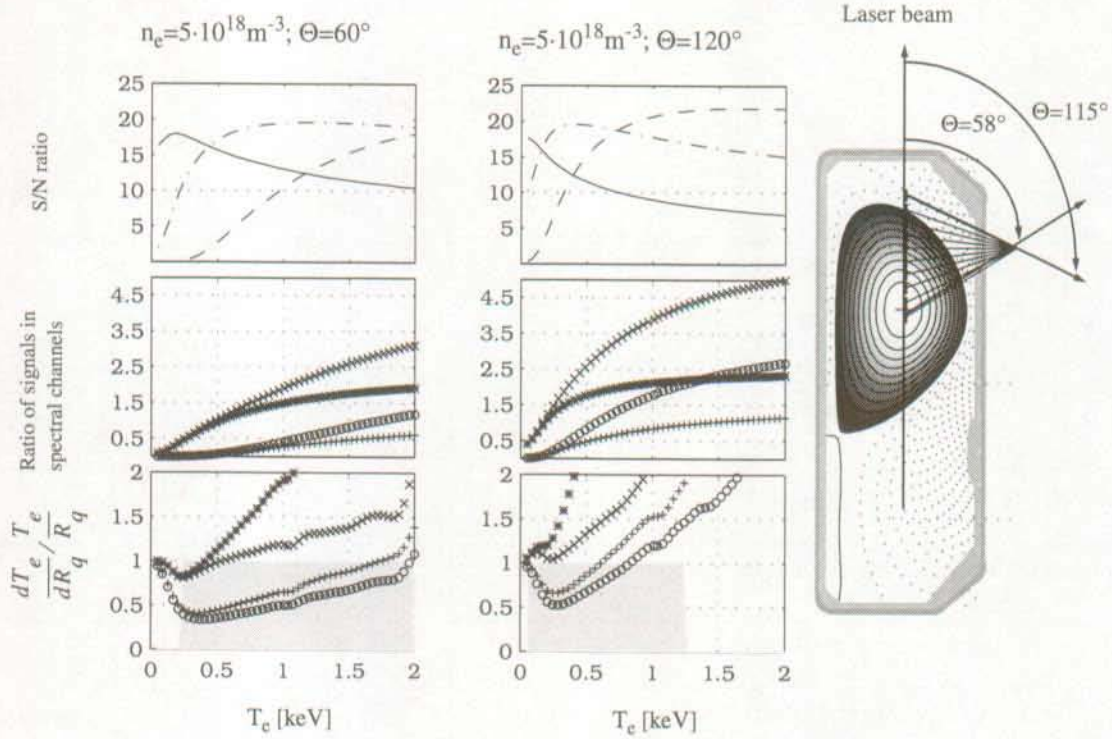 n_e=5·10^18 m^-3; Θ=60°
n_e=5·10^18 m^-3; Θ=120°
Laser beam
Θ=58°
Θ=115°
S/N ratio
25
20
15
10
5
25
20
15
10
5
Ratio of signals in
spectral channels
4.5
3.5
2.5
1.5
0.5
4.5
3.5
2.5
1.5
0.5
dT_e/dR_q / T_e/R_q
2
1.5
1
0.5
0
2
1.5
1
0.5
0
0 0.5 1 1.5 2
0 0.5 1 1.5 2
T_e [keV]
T_e [keV]